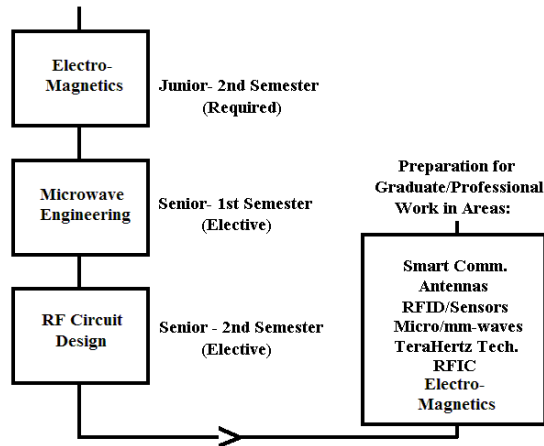 Electro-
Magnetics
Junior- 2nd Semester
(Required)
Microwave
Engineering
Senior- 1st Semester
(Elective)
RF Circuit
Design
Senior - 2nd Semester
(Elective)
Preparation for
Graduate/Professional
Work in Areas:
Smart Comm.
Antennas
RFID/Sensors
Micro/mm-waves
TeraHertz Tech.
RFIC
Electro-
Magnetics